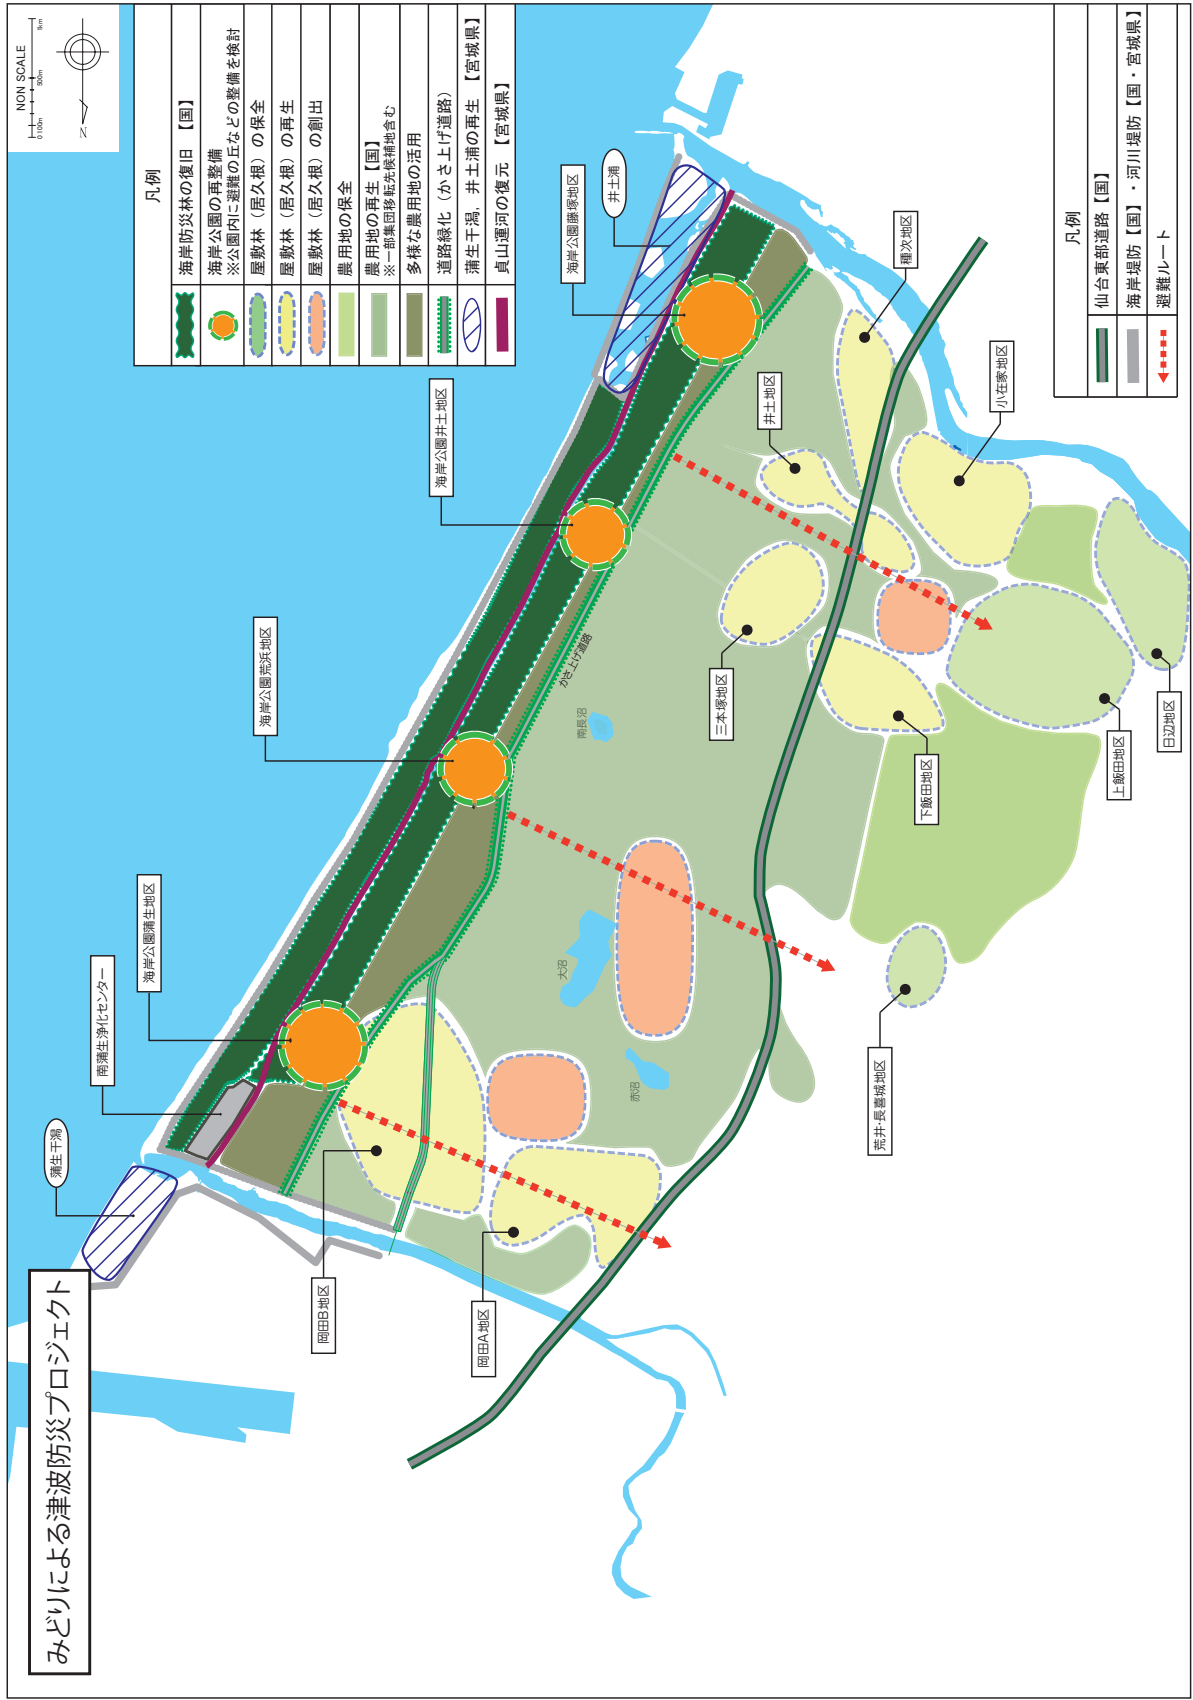 みどりによる津波防災プロジェクト
NON SCALE
0 100m 500m 1km
N
凡例
海岸防災林の復旧 【国】
海岸公園の再整備
※公園内に避難の丘などの整備を検討
屋敷林（居久根）の保全
屋敷林（居久根）の再生
屋敷林（居久根）の創出
農用地の保全
農用地の再生【国】
※一部集団移転先候補地含む
多様な農用地の活用
道路緑化（かさ上げ道路）
蒲生干潟，井土浦の再生 【宮城県】
貞山運河の復元 【宮城県】
凡例
仙台東部道路【国】
海岸堤防【国】・河川堤防【国・宮城県】
避難ルート
蒲生干潟
南蒲生浄化センター
海岸公園蒲生地区
海岸公園荒浜地区
海岸公園井土地区
海岸公園藤塚地区
井土浦
種次地区
小在家地区
井土地区
三本塚地区
下飯田地区
上飯田地区
日辺地区
荒井・長喜城地区
岡田B地区
岡田A地区
かさ上げ道路
南長沼
大沼
赤沼